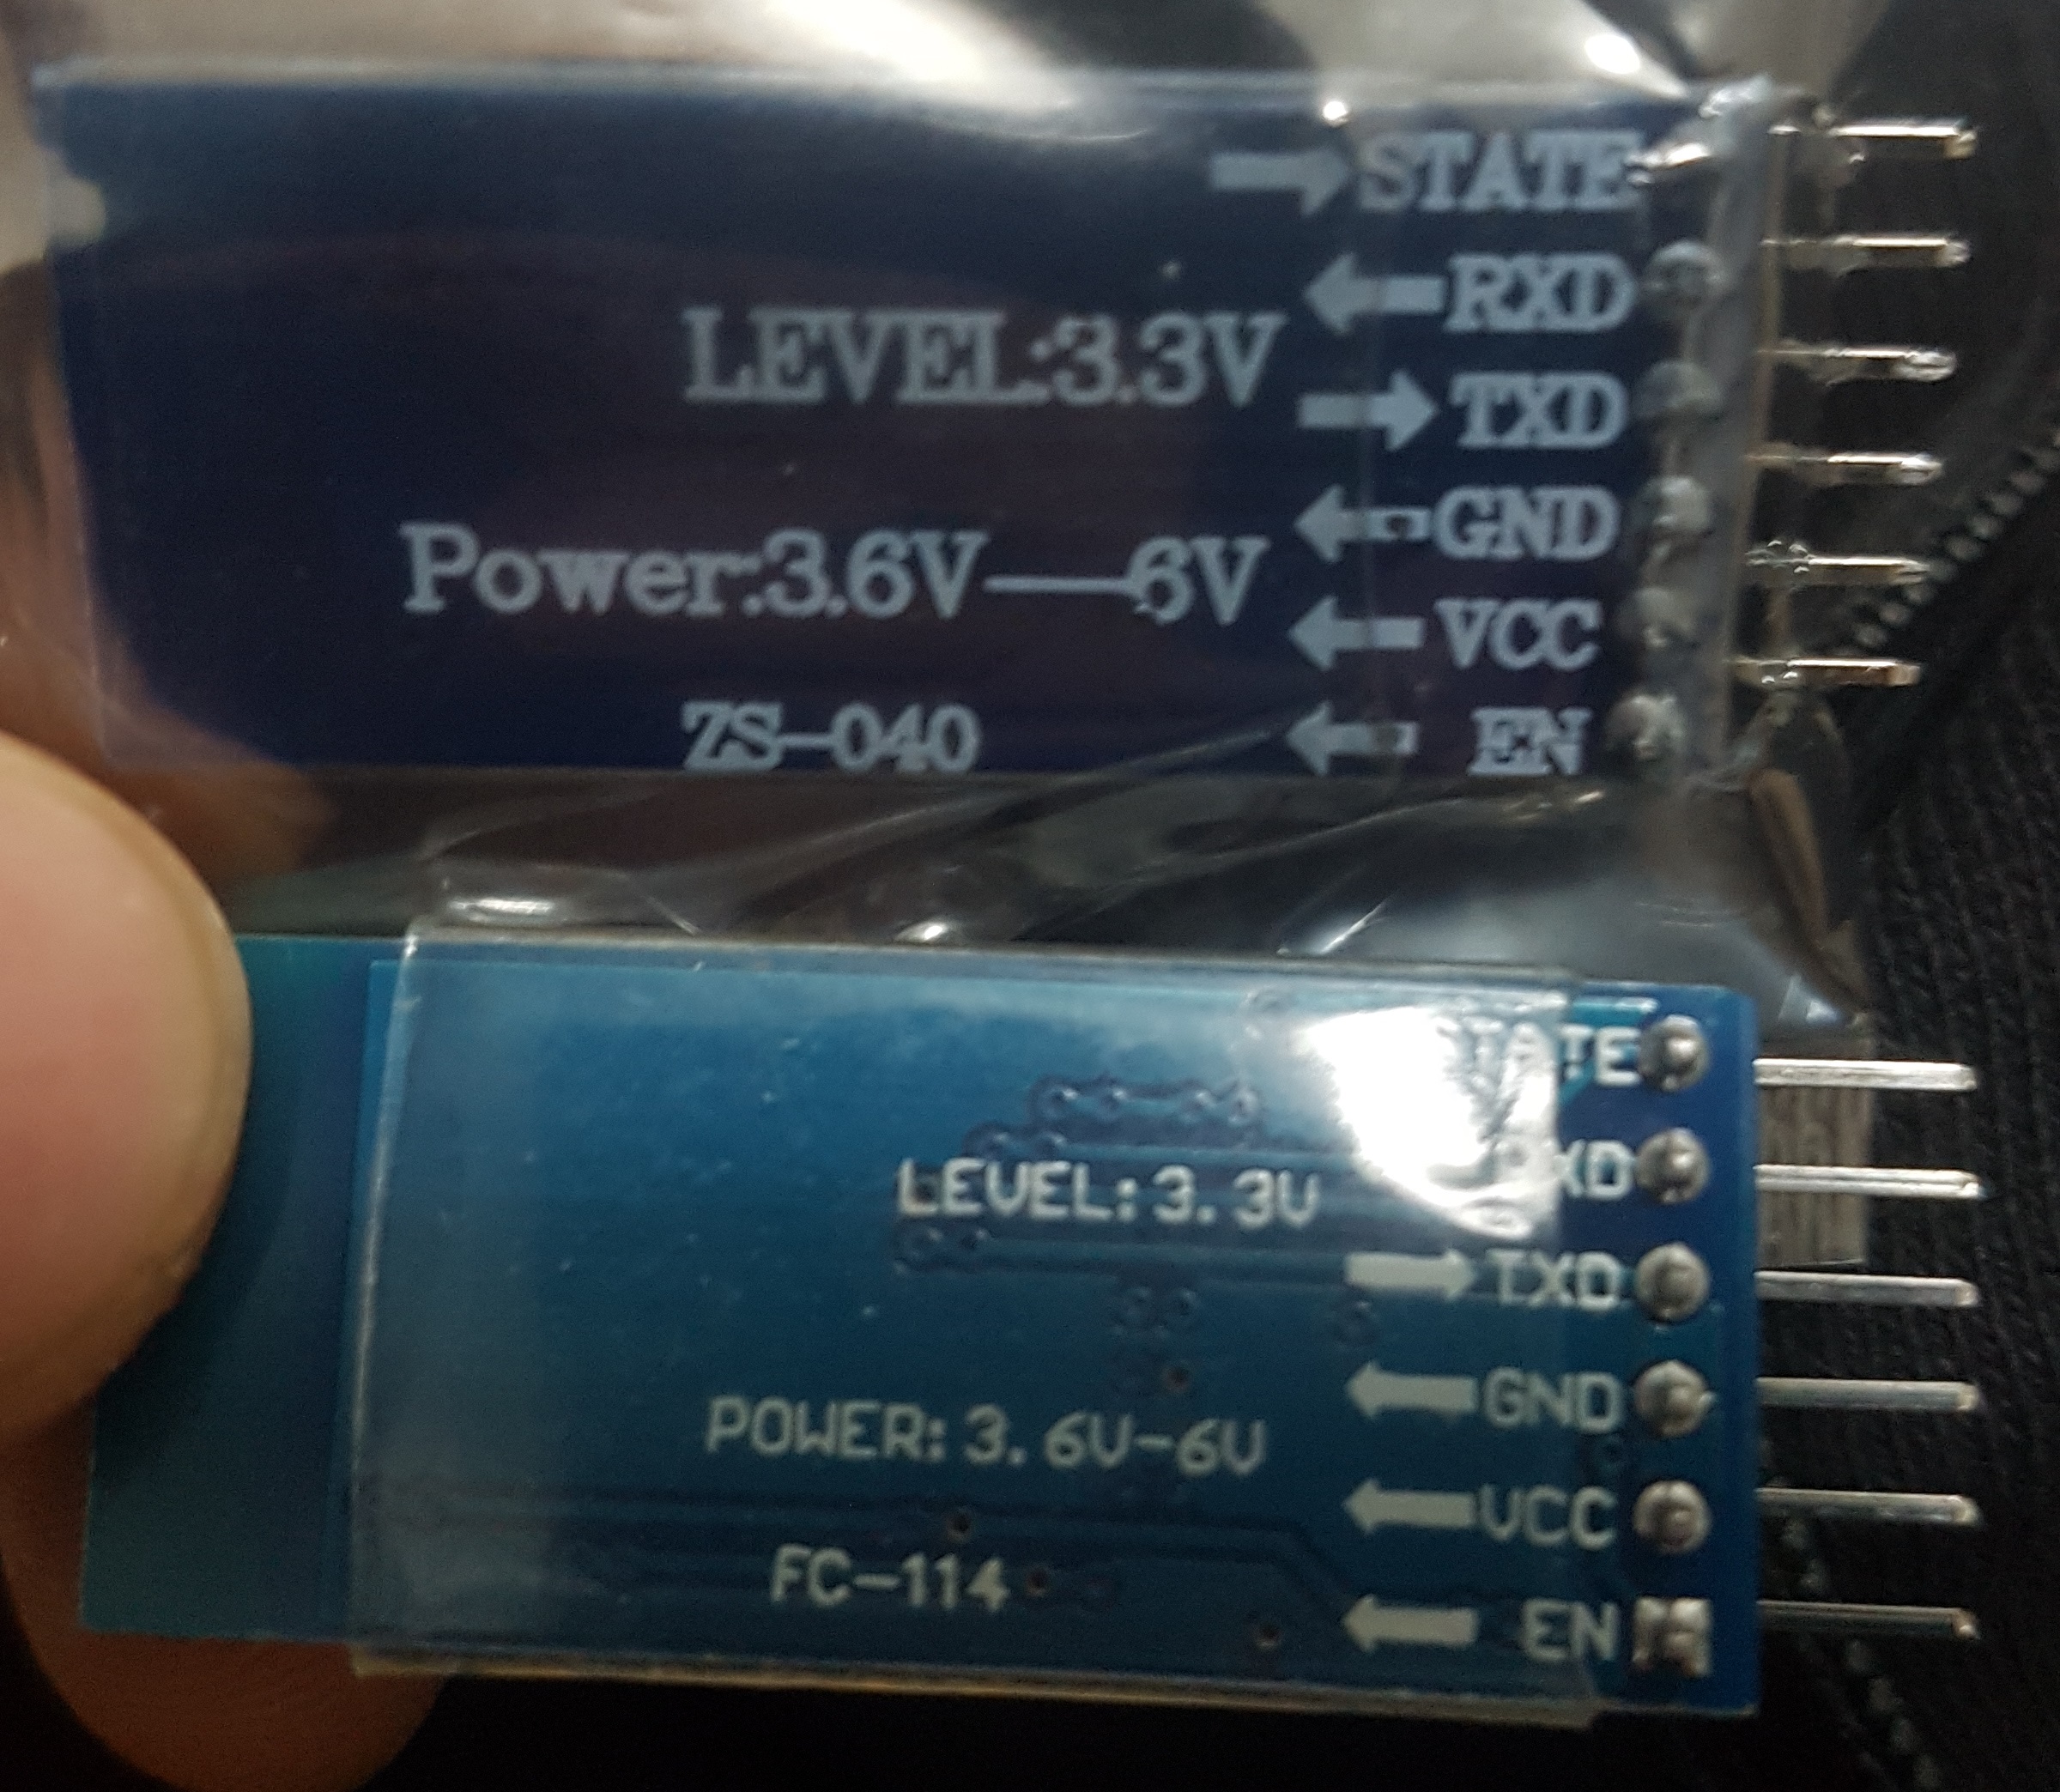 STATE
RXD
LEVEL:3.3V
TXD
GND
Power:3.6V—6V
VCC
ZS-040
EN
STATE
LEVEL:3.3V
TXD
GND
POWER:3.6V-6V
VCC
FC-114
EN